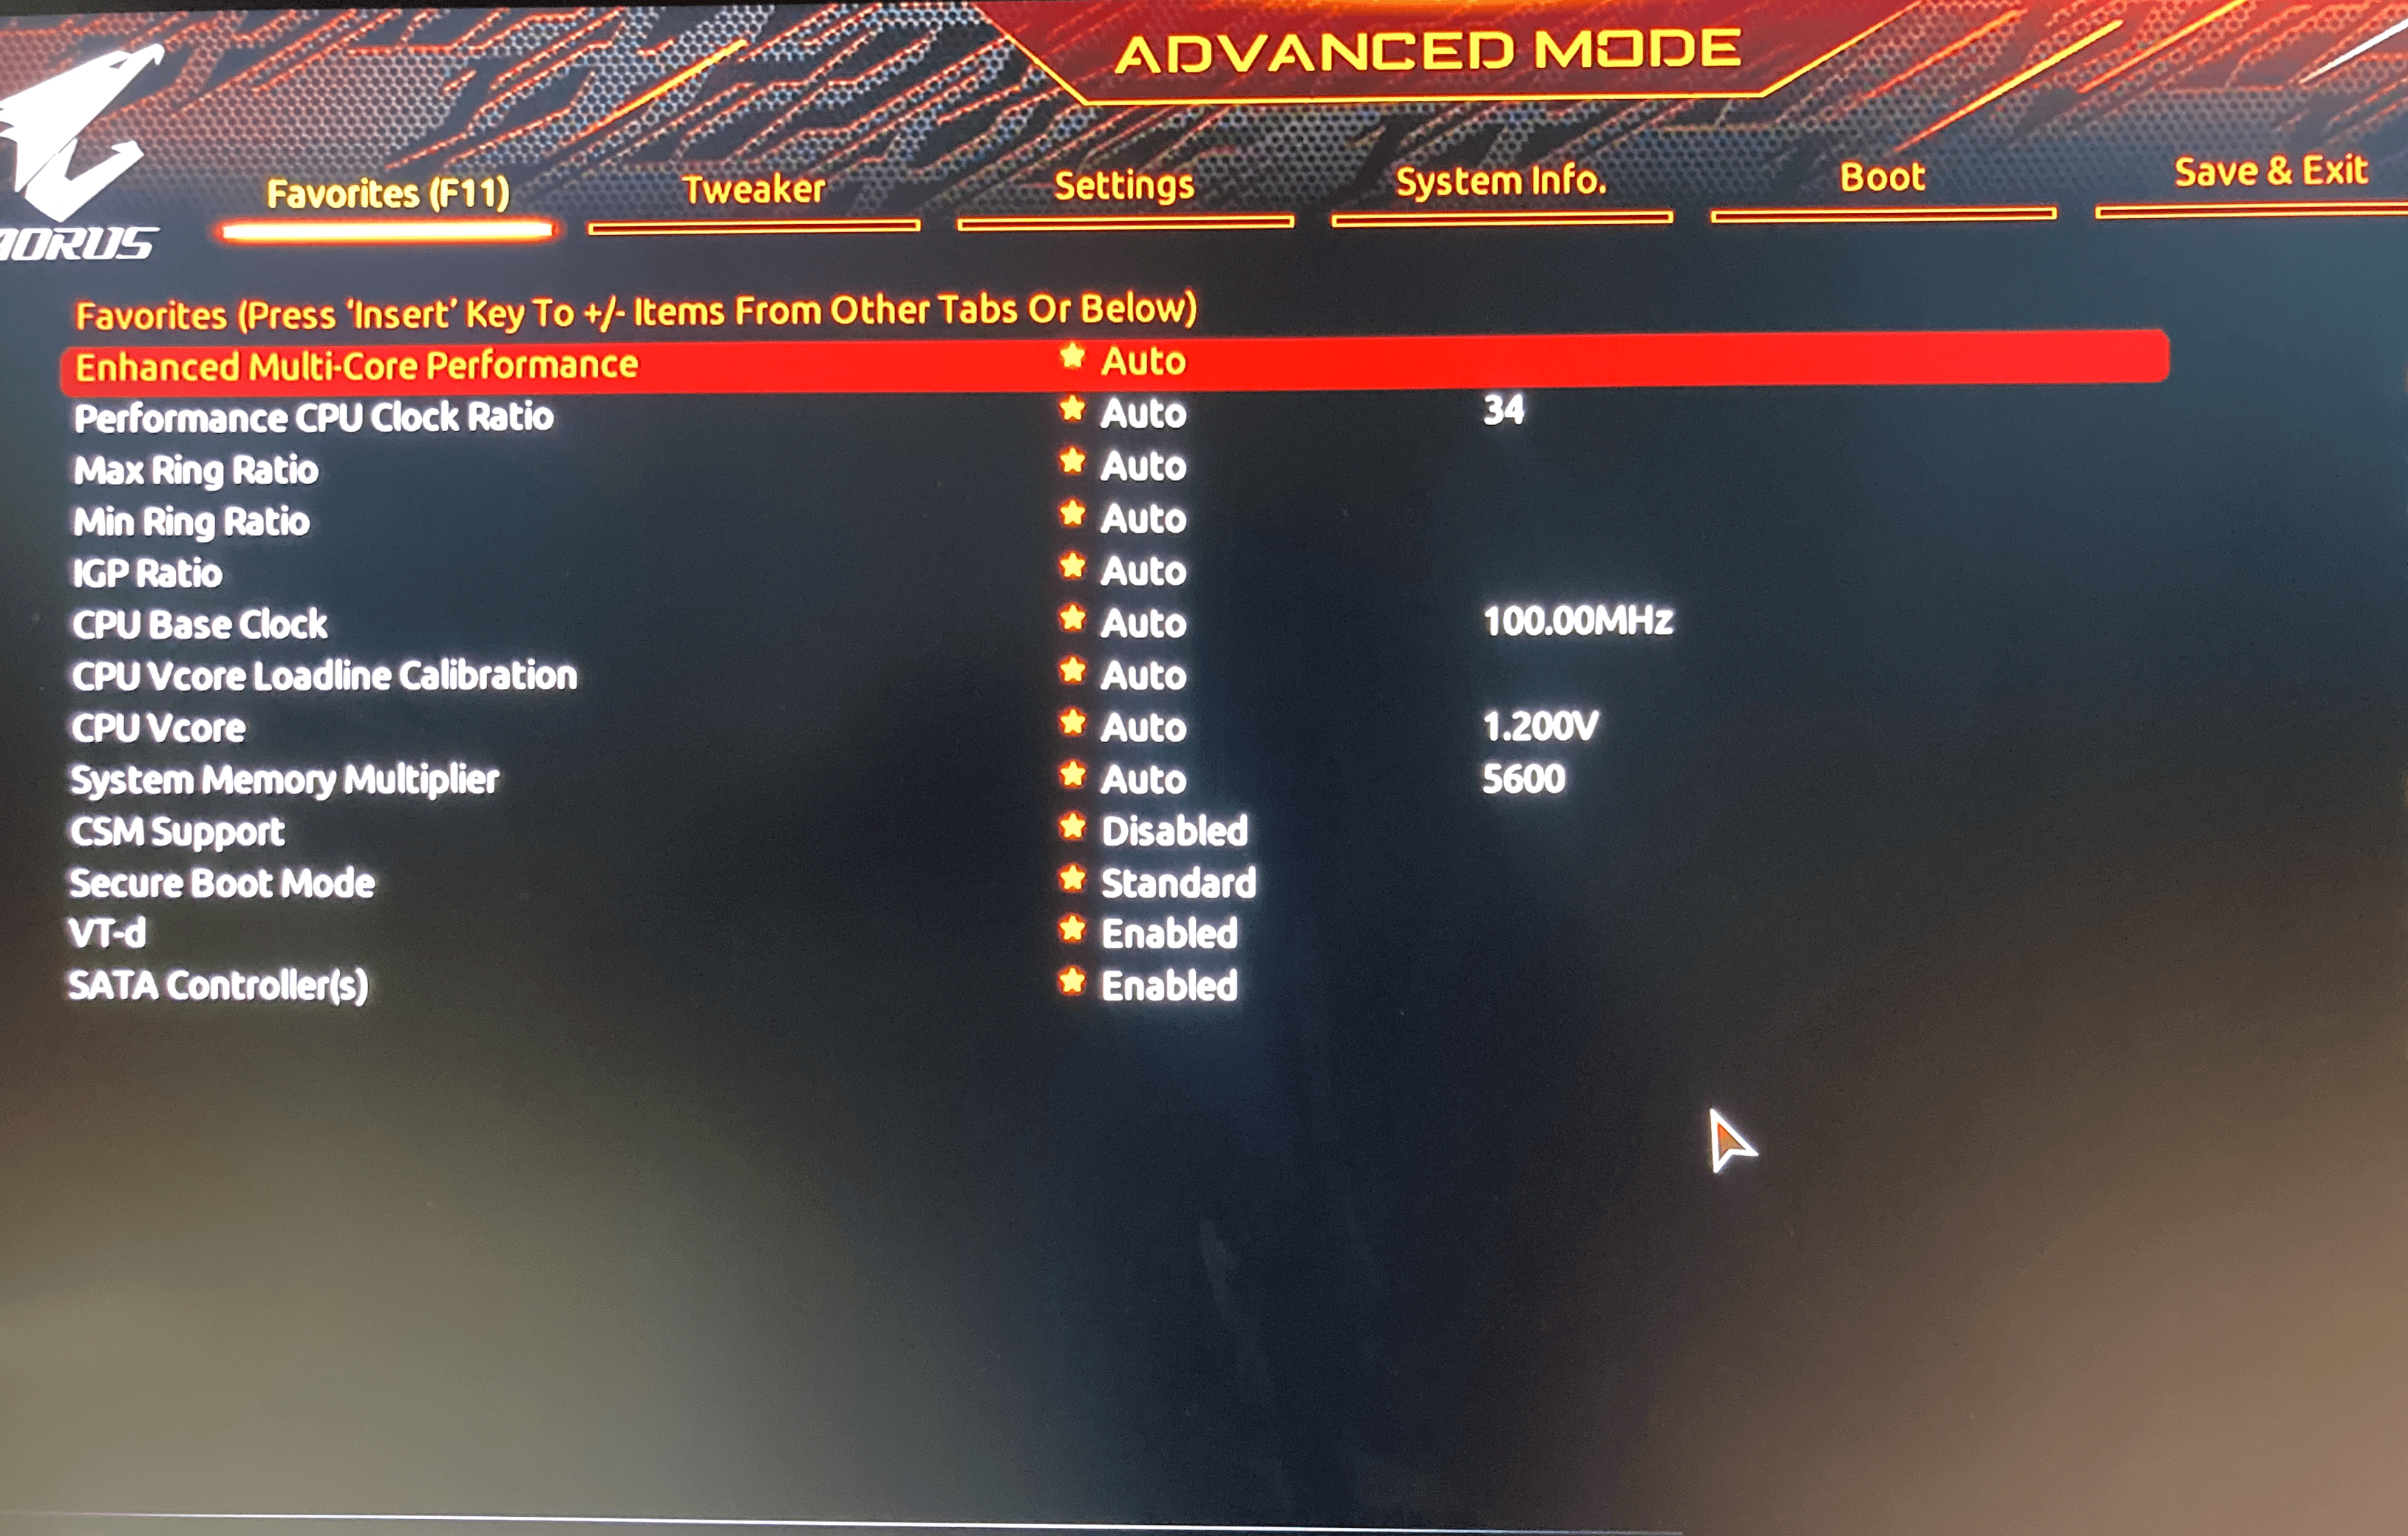 ADVANCED MODE
AORUS
Favorites (F11) Tweaker Settings System Info. Boot Save & Exit
Favorites (Press 'Insert' Key To +/- Items From Other Tabs Or Below)
Enhanced Multi-Core Performance Auto
Performance CPU Clock Ratio Auto 34
Max Ring Ratio Auto
Min Ring Ratio Auto
IGP Ratio Auto
CPU Base Clock Auto 100.00MHz
CPU Vcore Loadline Calibration Auto
CPU Vcore Auto 1.200V
System Memory Multiplier Auto 5600
CSM Support Disabled
Secure Boot Mode Standard
VT-d Enabled
SATA Controller(s) Enabled